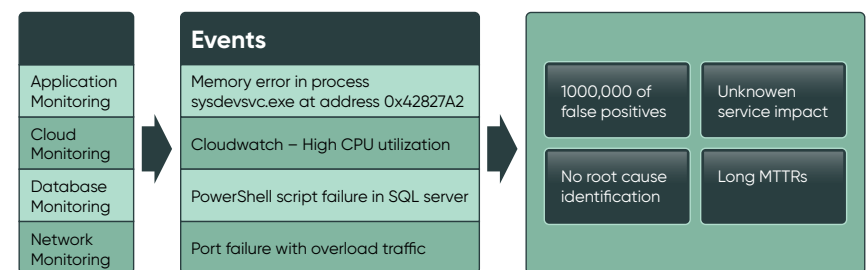 Application
Monitoring
Cloud
Monitoring
Database
Monitoring
Network
Monitoring
Events
Memory error in process
sysdevsvc.exe at address 0x42827A2
Cloudwatch – High CPU utilization
PowerShell script failure in SQL server
Port failure with overload traffic
1000,000 of
false positives
Unknowen
service impact
No root cause
identification
Long MTTRs